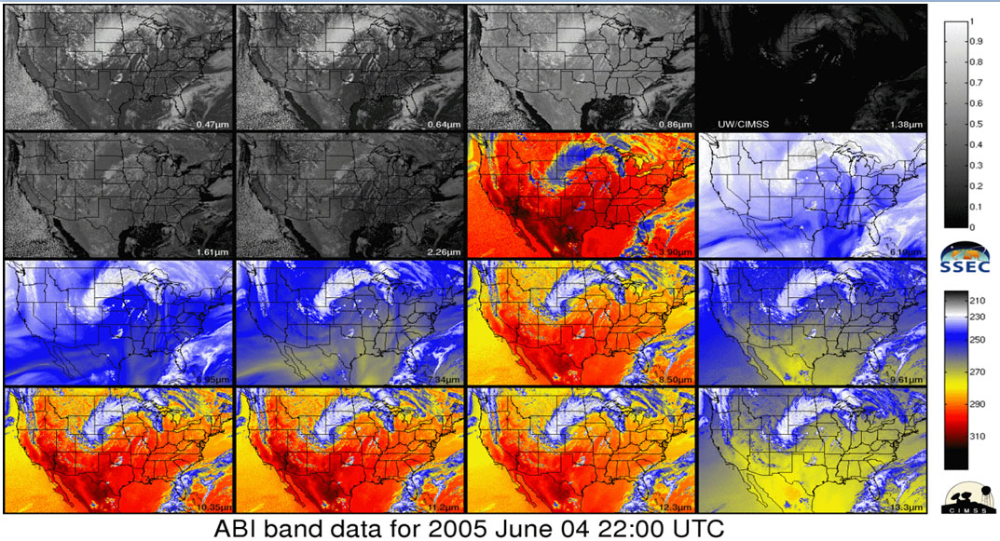 0.47µm
0.64µm
0.86µm
UW/CIMSS
1.38µm
1.61µm
2.26µm
3.90µm
6.19µm
6.95µm
7.34µm
8.50µm
9.61µm
10.35µm
11.2µm
12.3µm
13.3µm
1
0.9
0.8
0.7
0.6
0.5
0.4
0.3
0.2
0.1
0
SSEC
210
230
250
270
290
310
CIMSS
ABI band data for 2005 June 04 22:00 UTC